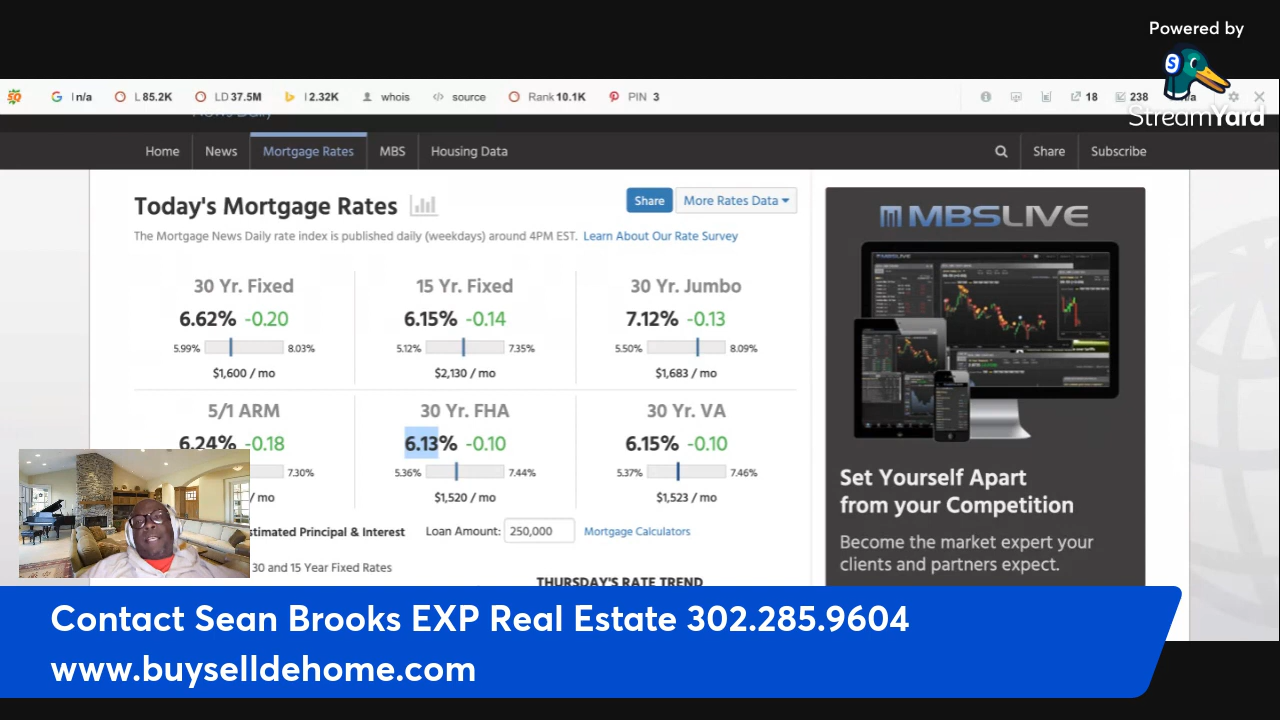 Powered by
StreamYard
n/a
L 85.2K
LD 37.5M
I 2.32K
whois
source
Rank 10.1K
PIN 3
18
238
n/a
News Daily
Home
News
Mortgage Rates
MBS
Housing Data
Share
Subscribe
Today's Mortgage Rates
Share
More Rates Data
The Mortgage News Daily rate index is published daily (weekdays) around 4PM EST. Learn About Our Rate Survey
30 Yr. Fixed
6.62% -0.20
5.99% 8.03%
$1,600 / mo
15 Yr. Fixed
6.15% -0.14
5.12% 7.35%
$2,130 / mo
30 Yr. Jumbo
7.12% -0.13
5.50% 8.09%
$1,683 / mo
5/1 ARM
6.24% -0.18
7.30%
/ mo
30 Yr. FHA
6.13% -0.10
5.36% 7.44%
$1,520 / mo
30 Yr. VA
6.15% -0.10
5.37% 7.46%
$1,523 / mo
stimated Principal & Interest Loan Amount: 250,000 Mortgage Calculators
30 and 15 Year Fixed Rates
THURSDAY'S RATE TREND
MBSLIVE
Set Yourself Apart
from your Competition
Become the market expert your
clients and partners expect.
Contact Sean Brooks EXP Real Estate 302.285.9604
www.buyselldehome.com